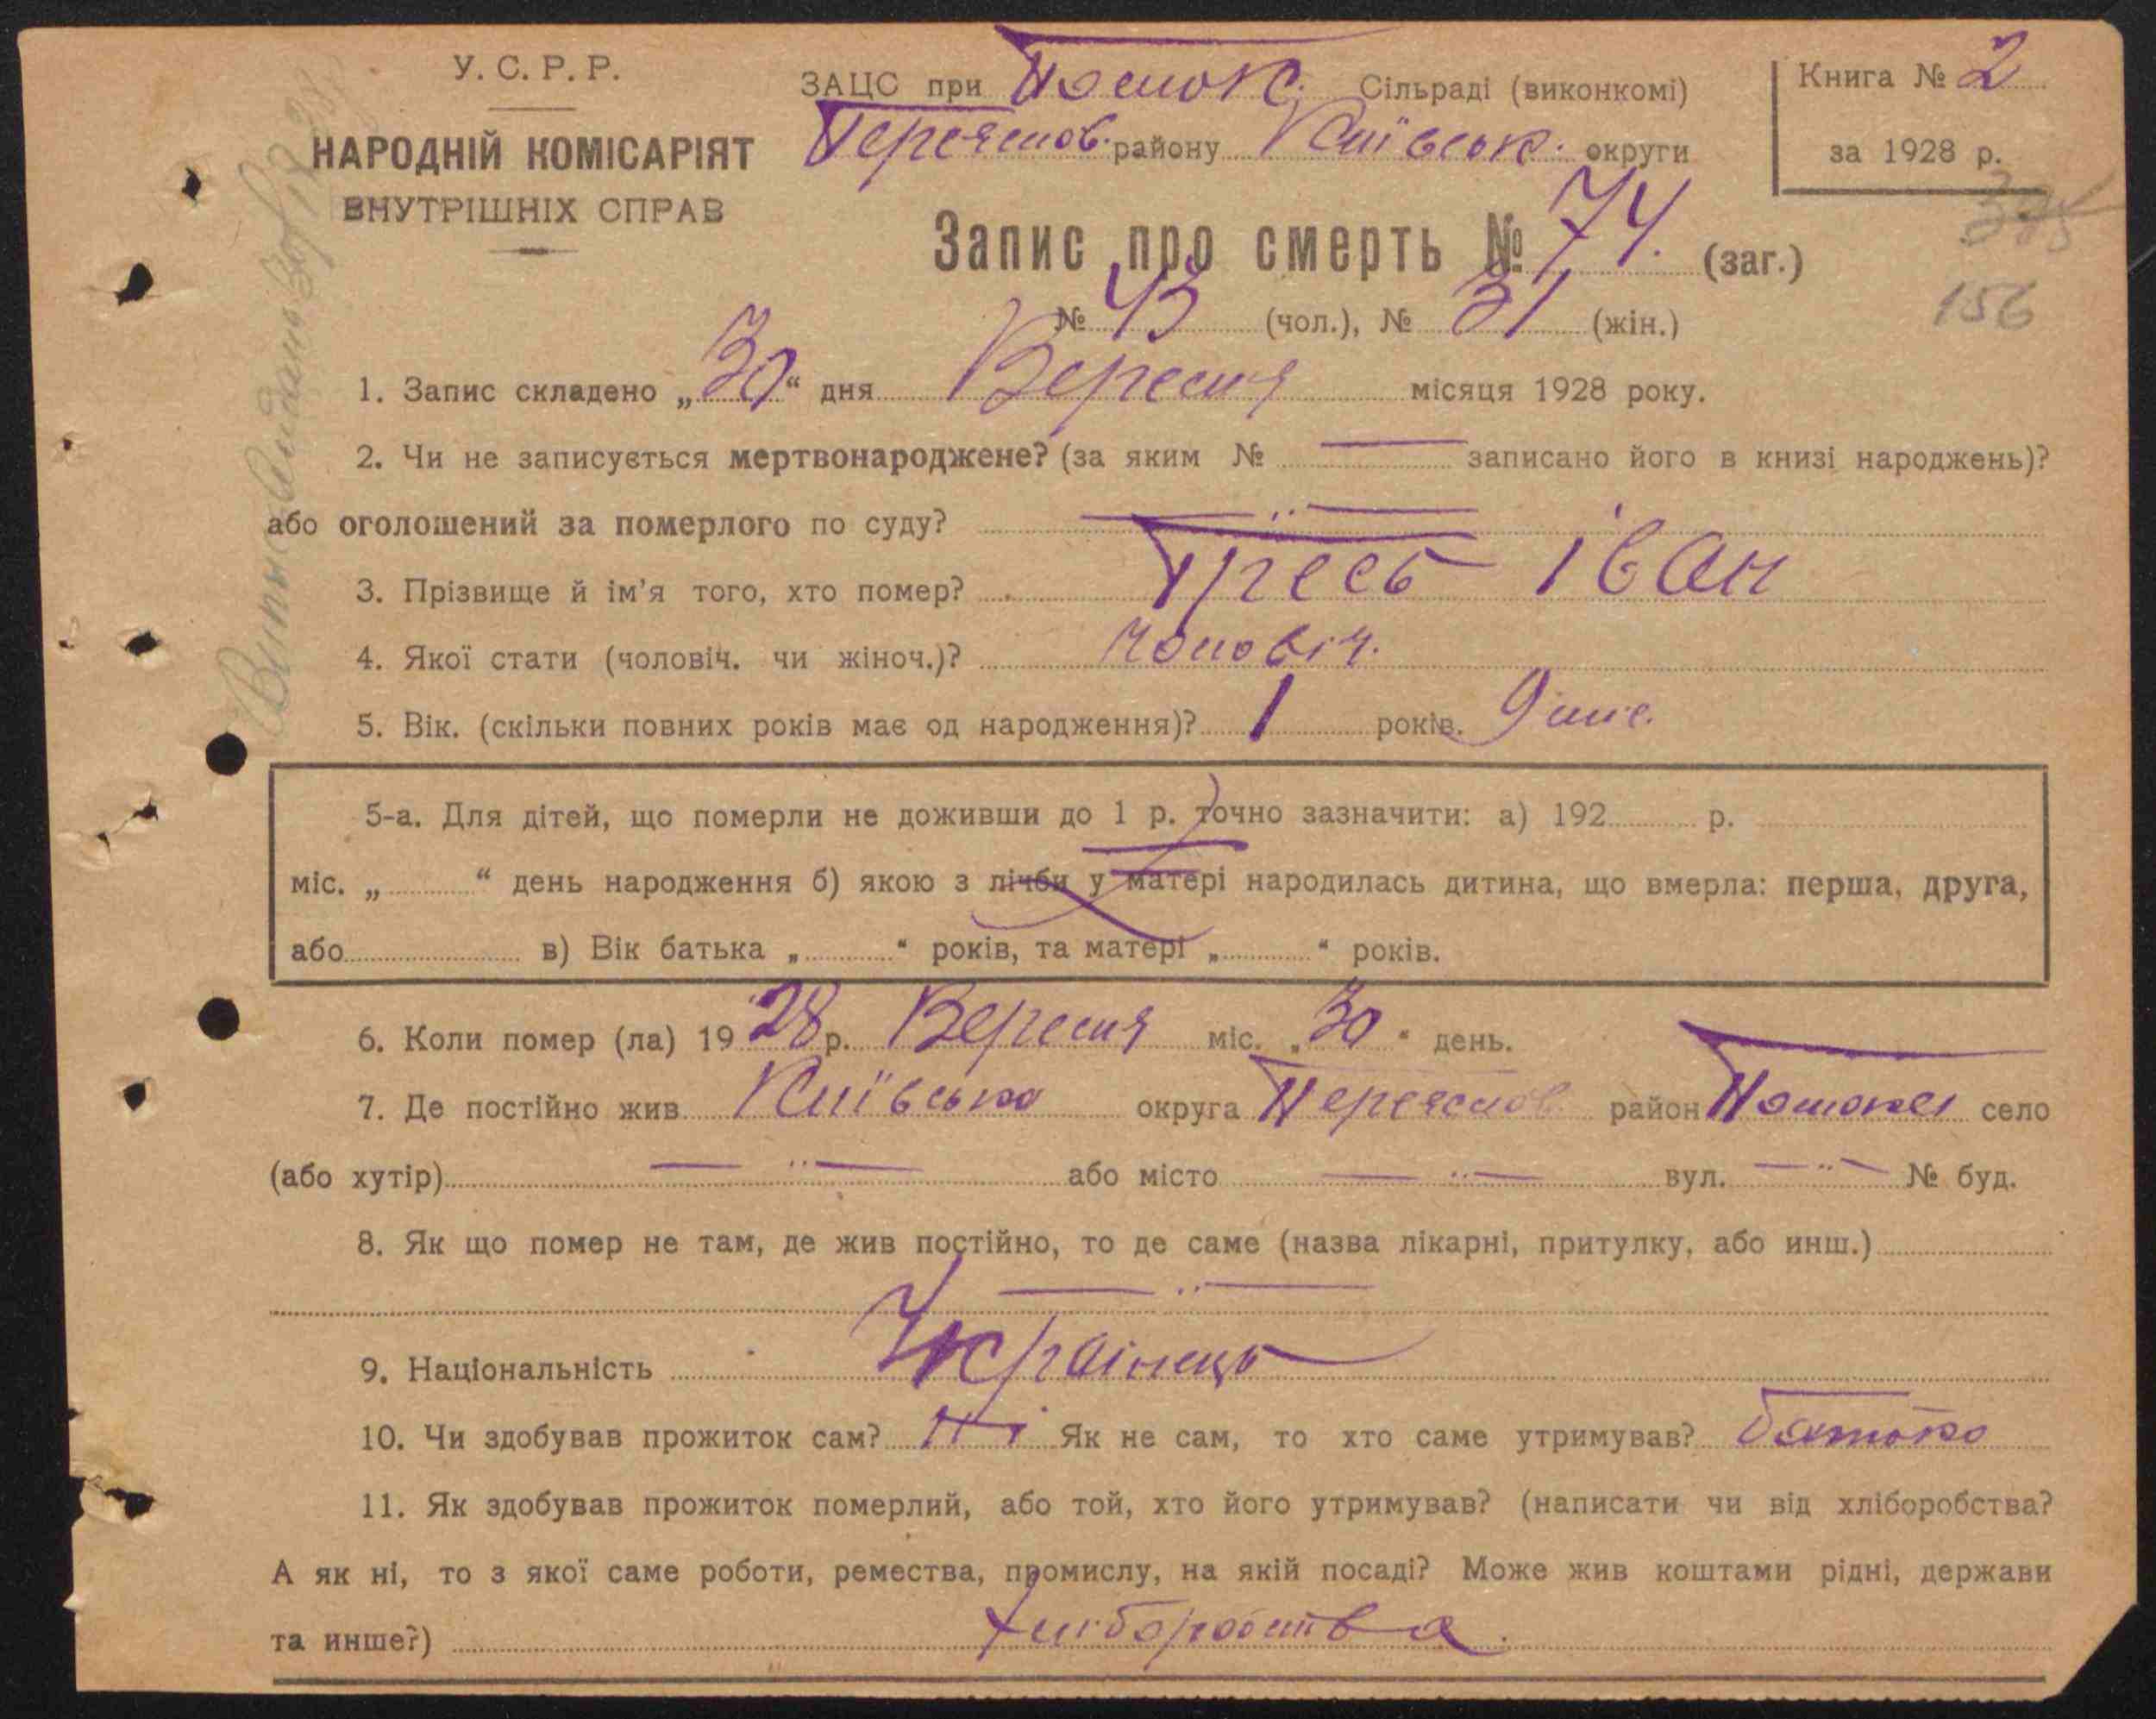 У. С. Р. Р.
НАРОДНІЙ КОМІСАРІЯТ
ВНУТРІШНІХ СПРАВ
ЗАЦС при Пологк. Сільраді (виконкомі)
Переяслов. району Київськ. округи
Книга № 2
за 1928 р.
Запис про смерть № 74. (заг.)
156
№ 43 (чол.), № 31 (жін.)
1. Запис складено „30“ дня Вересня місяця 1928 року.
2. Чи не записується мертвонароджене? (за яким № — записано його в книзі народжень)?
або оголошений за померлого по суду? — " —
3. Прізвище й ім'я того, хто помер? Іван
4. Якої стати (чоловіч. чи жіноч.)? чоловіч.
5. Вік. (скільки повних років має од народження)? 1 років. 9 міс.
5-а. Для дітей, що померли не доживши до 1 р. точно зазначити: а) 192 р.
міс. „ “ день народження б) якою з лічби у матері народилась дитина, що вмерла: перша, друга,
або в) Вік батька „ “ років, та матері „ “ років.
6. Коли помер (ла) 1928 р. Вересня міс. „30“ день.
7. Де постійно жив Київська округа Переяслов. район село
(або хутір) — " — або місто — " — вул. — " — № буд.
8. Як що помер не там, де жив постійно, то де саме (назва лікарні, притулку, або инш.)
— " —
9. Національність Українець
10. Чи здобував прожиток сам? Ні Як не сам, то хто саме утримував? батько
11. Як здобував прожиток померлий, або той, хто його утримував? (написати чи від хліборобства?
А як ні, то з якої саме роботи, ремества, промислу, на якій посаді? Може жив коштами рідні, держави
та инше?) хліборобства.